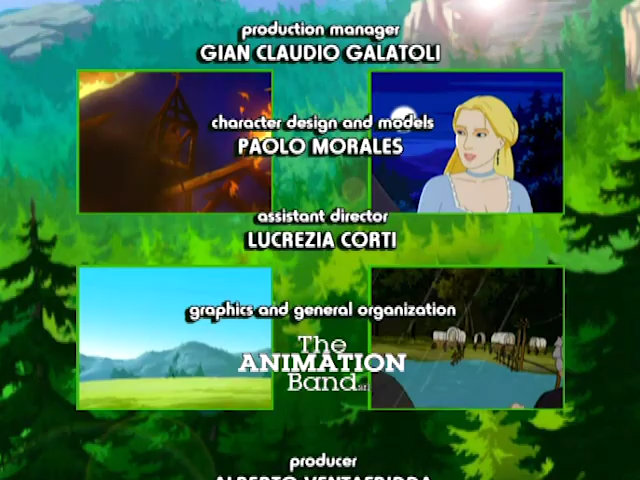 production manager
GIAN CLAUDIO GALATOLI
character design and models
PAOLO MORALES
assistant director
LUCREZIA CORTI
graphics and general organization
The
ANIMATION
Band s.r.l.
producer
ALBERTO